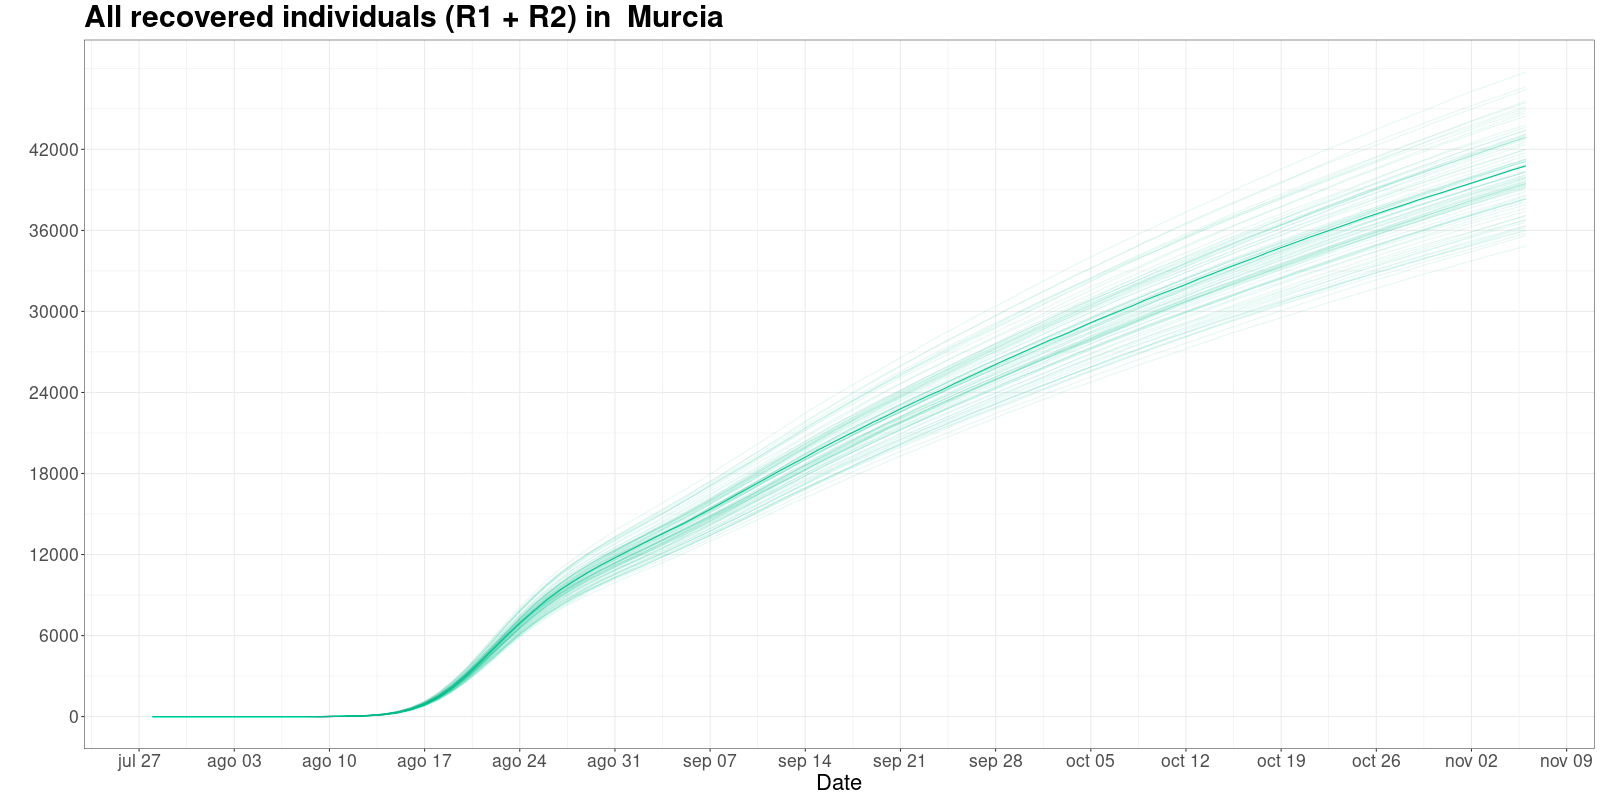 All recovered individuals (R1 + R2) in  Murcia
42000
36000
30000
24000
18000
12000
6000
0
jul 27 ago 03 ago 10 ago 17 ago 24 ago 31 sep 07 sep 14 sep 21 sep 28 oct 05 oct 12 oct 19 oct 26 nov 02 nov 09
Date